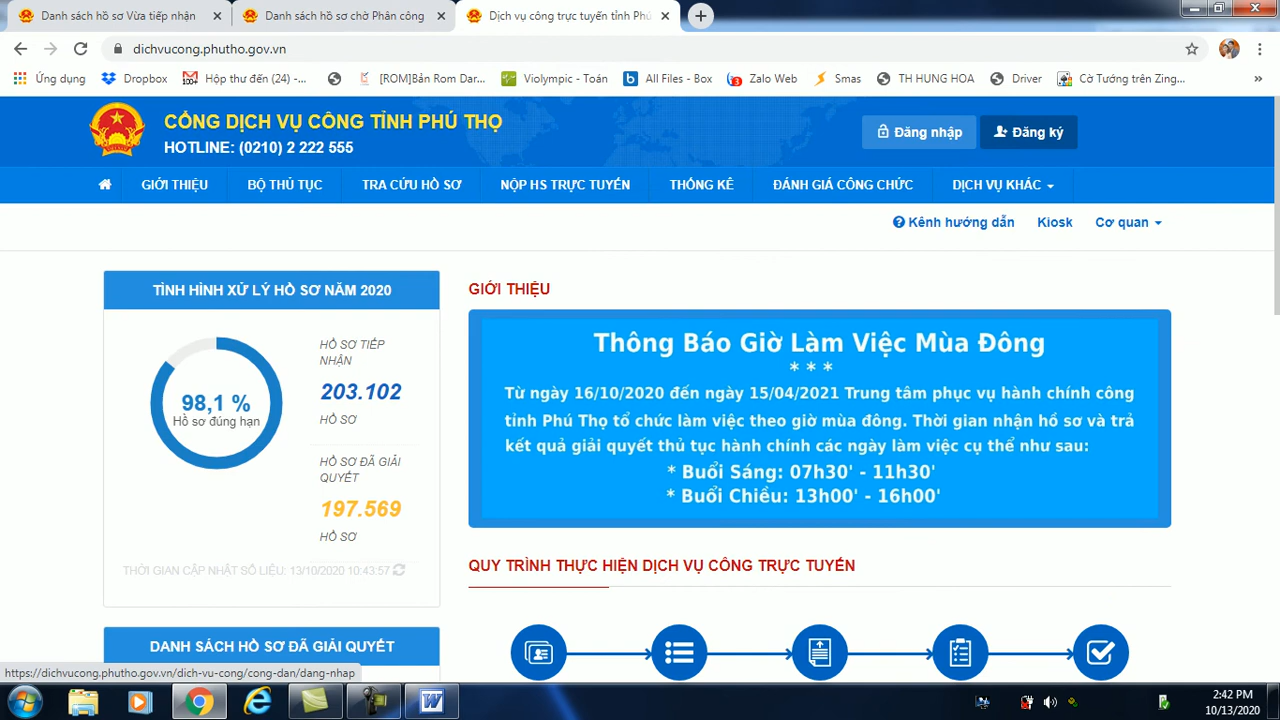 Danh sách hồ sơ Vừa tiếp nhận
Danh sách hồ sơ chờ Phân công
Dịch vụ công trực tuyến tỉnh Phú
dichvucong.phutho.gov.vn
Ứng dụng
Dropbox
Hộp thư đến (24) -...
[ROM]Bản Rom Dar...
Violympic - Toán
All Files - Box
Zalo Web
Smas
TH HUNG HOA
Driver
Cờ Tướng trên Zing...
CỔNG DỊCH VỤ CÔNG TỈNH PHÚ THỌ
HOTLINE: (0210) 2 222 555
Đăng nhập
Đăng ký
GIỚI THIỆU
BỘ THỦ TỤC
TRA CỨU HỒ SƠ
NỘP HS TRỰC TUYẾN
THỐNG KÊ
ĐÁNH GIÁ CÔNG CHỨC
DỊCH VỤ KHÁC
Kênh hướng dẫn
Kiosk
Cơ quan
TÌNH HÌNH XỬ LÝ HỒ SƠ NĂM 2020
98,1 %
Hồ sơ đúng hạn
HỒ SƠ TIẾP
NHẬN
203.102
HỒ SƠ
HỒ SƠ ĐÃ GIẢI
QUYẾT
197.569
HỒ SƠ
THỜI GIAN CẬP NHẬT SỐ LIỆU: 13/10/2020 10:43:57
DANH SÁCH HỒ SƠ ĐÃ GIẢI QUYẾT
GIỚI THIỆU
Thông Báo Giờ Làm Việc Mùa Đông
* * *
Từ ngày 16/10/2020 đến ngày 15/04/2021 Trung tâm phục vụ hành chính công
tỉnh Phú Thọ tổ chức làm việc theo giờ mùa đông. Thời gian nhận hồ sơ và trả
kết quả giải quyết thủ tục hành chính các ngày làm việc cụ thể như sau:
* Buổi Sáng: 07h30' - 11h30'
* Buổi Chiều: 13h00' - 16h00'
QUY TRÌNH THỰC HIỆN DỊCH VỤ CÔNG TRỰC TUYẾN
https://dichvucong.phutho.gov.vn/dich-vu-cong/cong-dan/dang-nhap
2:42 PM
10/13/2020